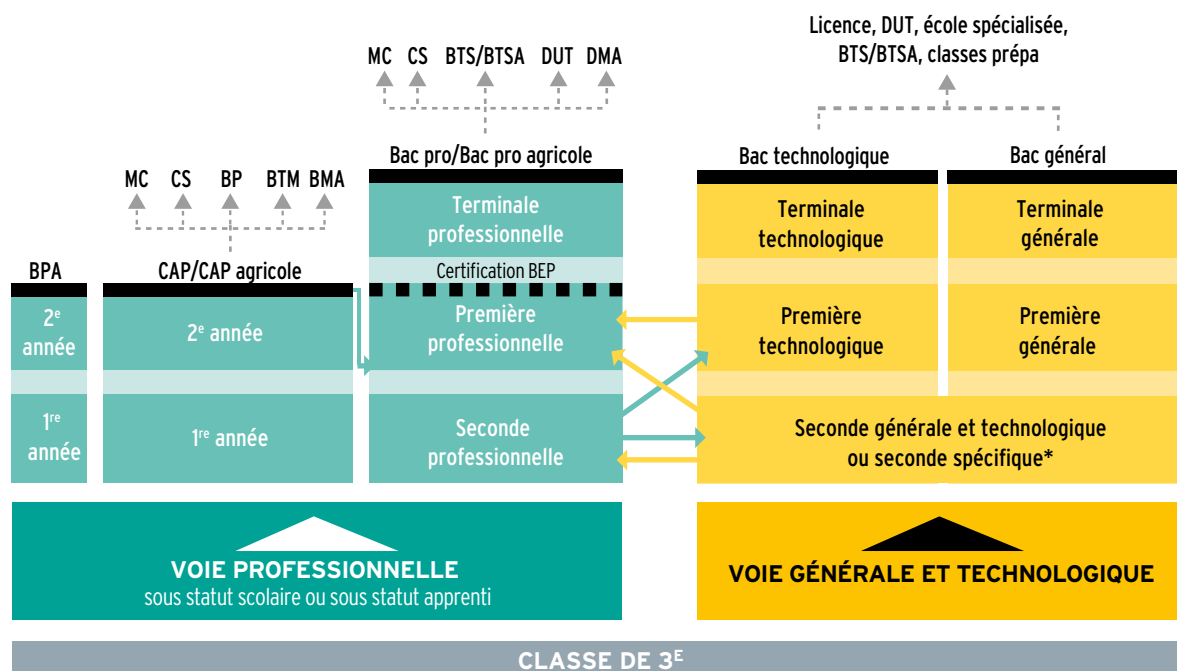 Licence, DUT, école spécialisée,
BTS/BTSA, classes prépa
MC CS BTS/BTSA DUT DMA
Bac pro/Bac pro agricole
Bac technologique
Bac général
MC CS BP BTM BMA
Terminale
professionnelle
Terminale
technologique
Terminale
générale
BPA
CAP/CAP agricole
Certification BEP
2e
année
2e année
Première
professionnelle
Première
technologique
Première
générale
1re
année
1re année
Seconde
professionnelle
Seconde générale et technologique
ou seconde spécifique*
VOIE PROFESSIONNELLE
sous statut scolaire ou sous statut apprenti
VOIE GÉNÉRALE ET TECHNOLOGIQUE
CLASSE DE 3E